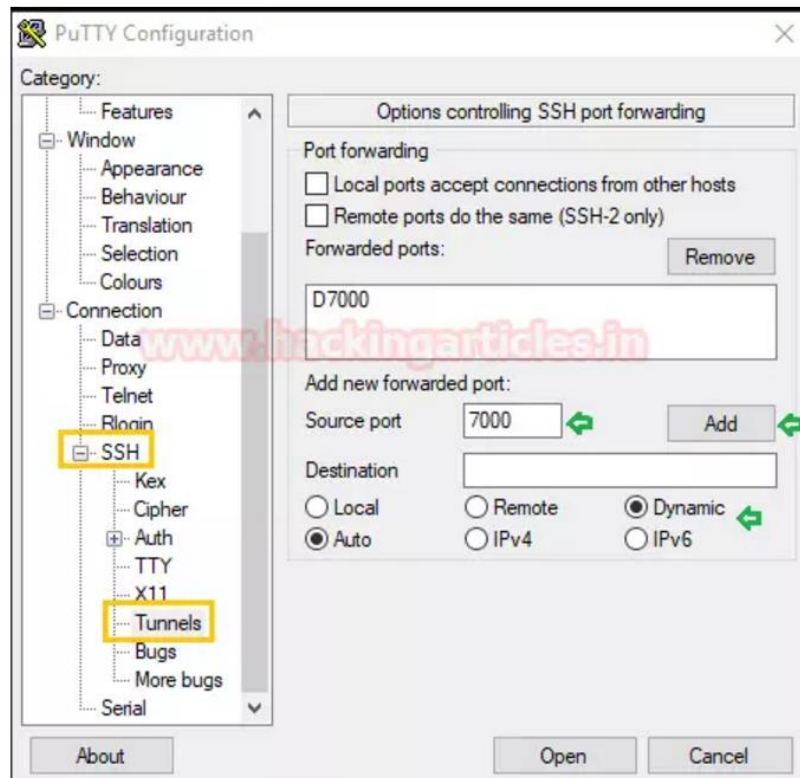 PuTTY Configuration
Category:
Features
Window
Appearance
Behaviour
Translation
Selection
Colours
Connection
Data
Proxy
Telnet
Rlogin
SSH
Kex
Cipher
Auth
TTY
X11
Tunnels
Bugs
More bugs
Serial
Options controlling SSH port forwarding
Port forwarding
Local ports accept connections from other hosts
Remote ports do the same (SSH-2 only)
Forwarded ports:
Remove
D7000
www.hackingarticles.in
Add new forwarded port:
Source port 7000 Add
Destination
Local Remote Dynamic
Auto IPv4 IPv6
About Open Cancel